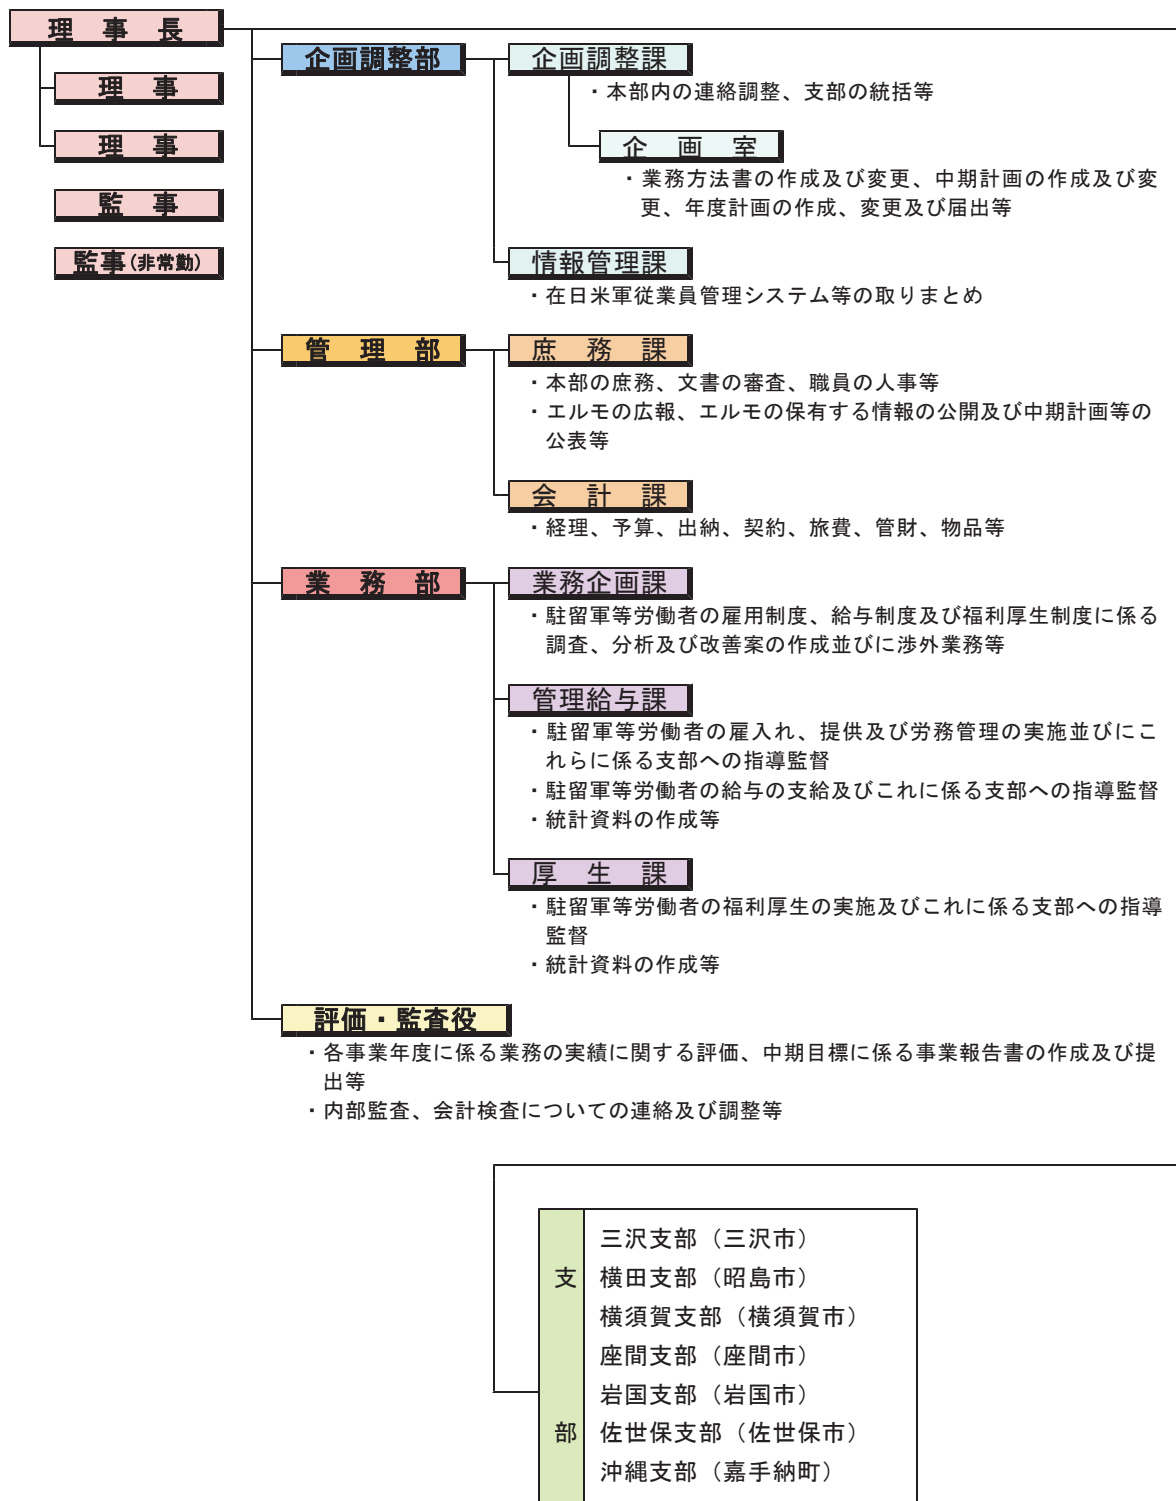 理事長
理事
理事
監事
監事(非常勤)
企画調整部
企画調整課
・本部内の連絡調整、支部の統括等
企画室
・業務方法書の作成及び変更、中期計画の作成及び変
更、年度計画の作成、変更及び届出等
情報管理課
・在日米軍従業員管理システム等の取りまとめ
管理部
庶務課
・本部の庶務、文書の審査、職員の人事等
・エルモの広報、エルモの保有する情報の公開及び中期計画等の
公表等
会計課
・経理、予算、出納、契約、旅費、管財、物品等
業務部
業務企画課
・駐留軍等労働者の雇用制度、給与制度及び福利厚生制度に係る
調査、分析及び改善案の作成並びに渉外業務等
管理給与課
・駐留軍等労働者の雇入れ、提供及び労務管理の実施並びにこ
れらに係る支部への指導監督
・駐留軍等労働者の給与の支給及びこれに係る支部への指導監督
・統計資料の作成等
厚生課
・駐留軍等労働者の福利厚生の実施及びこれに係る支部への指導
監督
・統計資料の作成等
評価・監査役
・各事業年度に係る業務の実績に関する評価、中期目標に係る事業報告書の作成及び提
出等
・内部監査、会計検査についての連絡及び調整等
支部
三沢支部（三沢市）
横田支部（昭島市）
横須賀支部（横須賀市）
座間支部（座間市）
岩国支部（岩国市）
佐世保支部（佐世保市）
沖縄支部（嘉手納町）